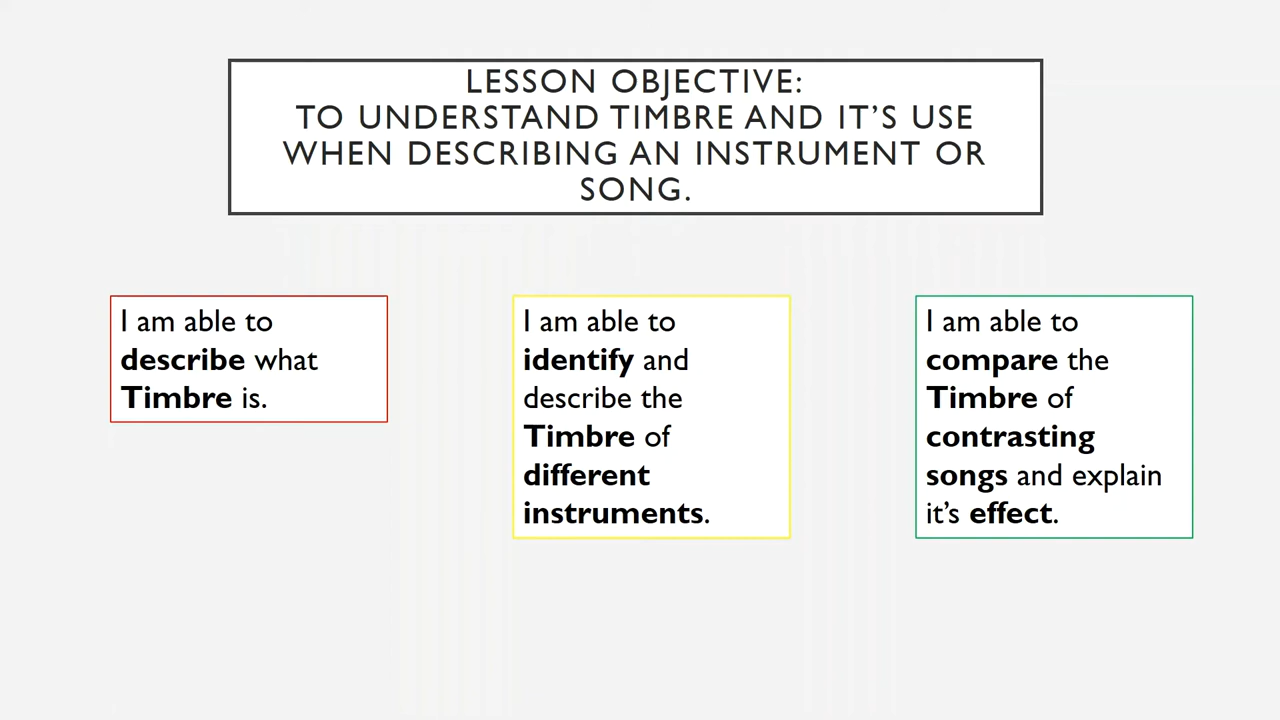 LESSON OBJECTIVE:
TO UNDERSTAND TIMBRE AND IT’S USE
WHEN DESCRIBING AN INSTRUMENT OR
SONG.
I am able to
describe what
Timbre is.
I am able to
identify and
describe the
Timbre of
different
instruments.
I am able to
compare the
Timbre of
contrasting
songs and explain
it’s effect.